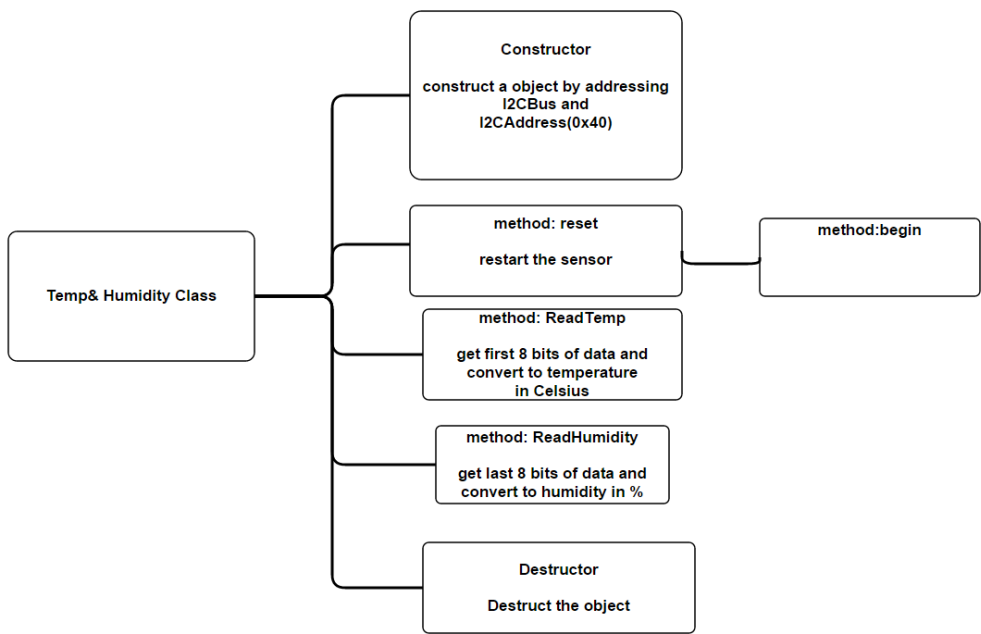 Constructor
construct a object by addressing
I2CBus and
I2CAddress(0x40)
method: reset
restart the sensor
method:begin
Temp& Humidity Class
method: ReadTemp
get first 8 bits of data and
convert to temperature
in Celsius
method: ReadHumidity
get last 8 bits of data and
convert to humidity in %
Destructor
Destruct the object